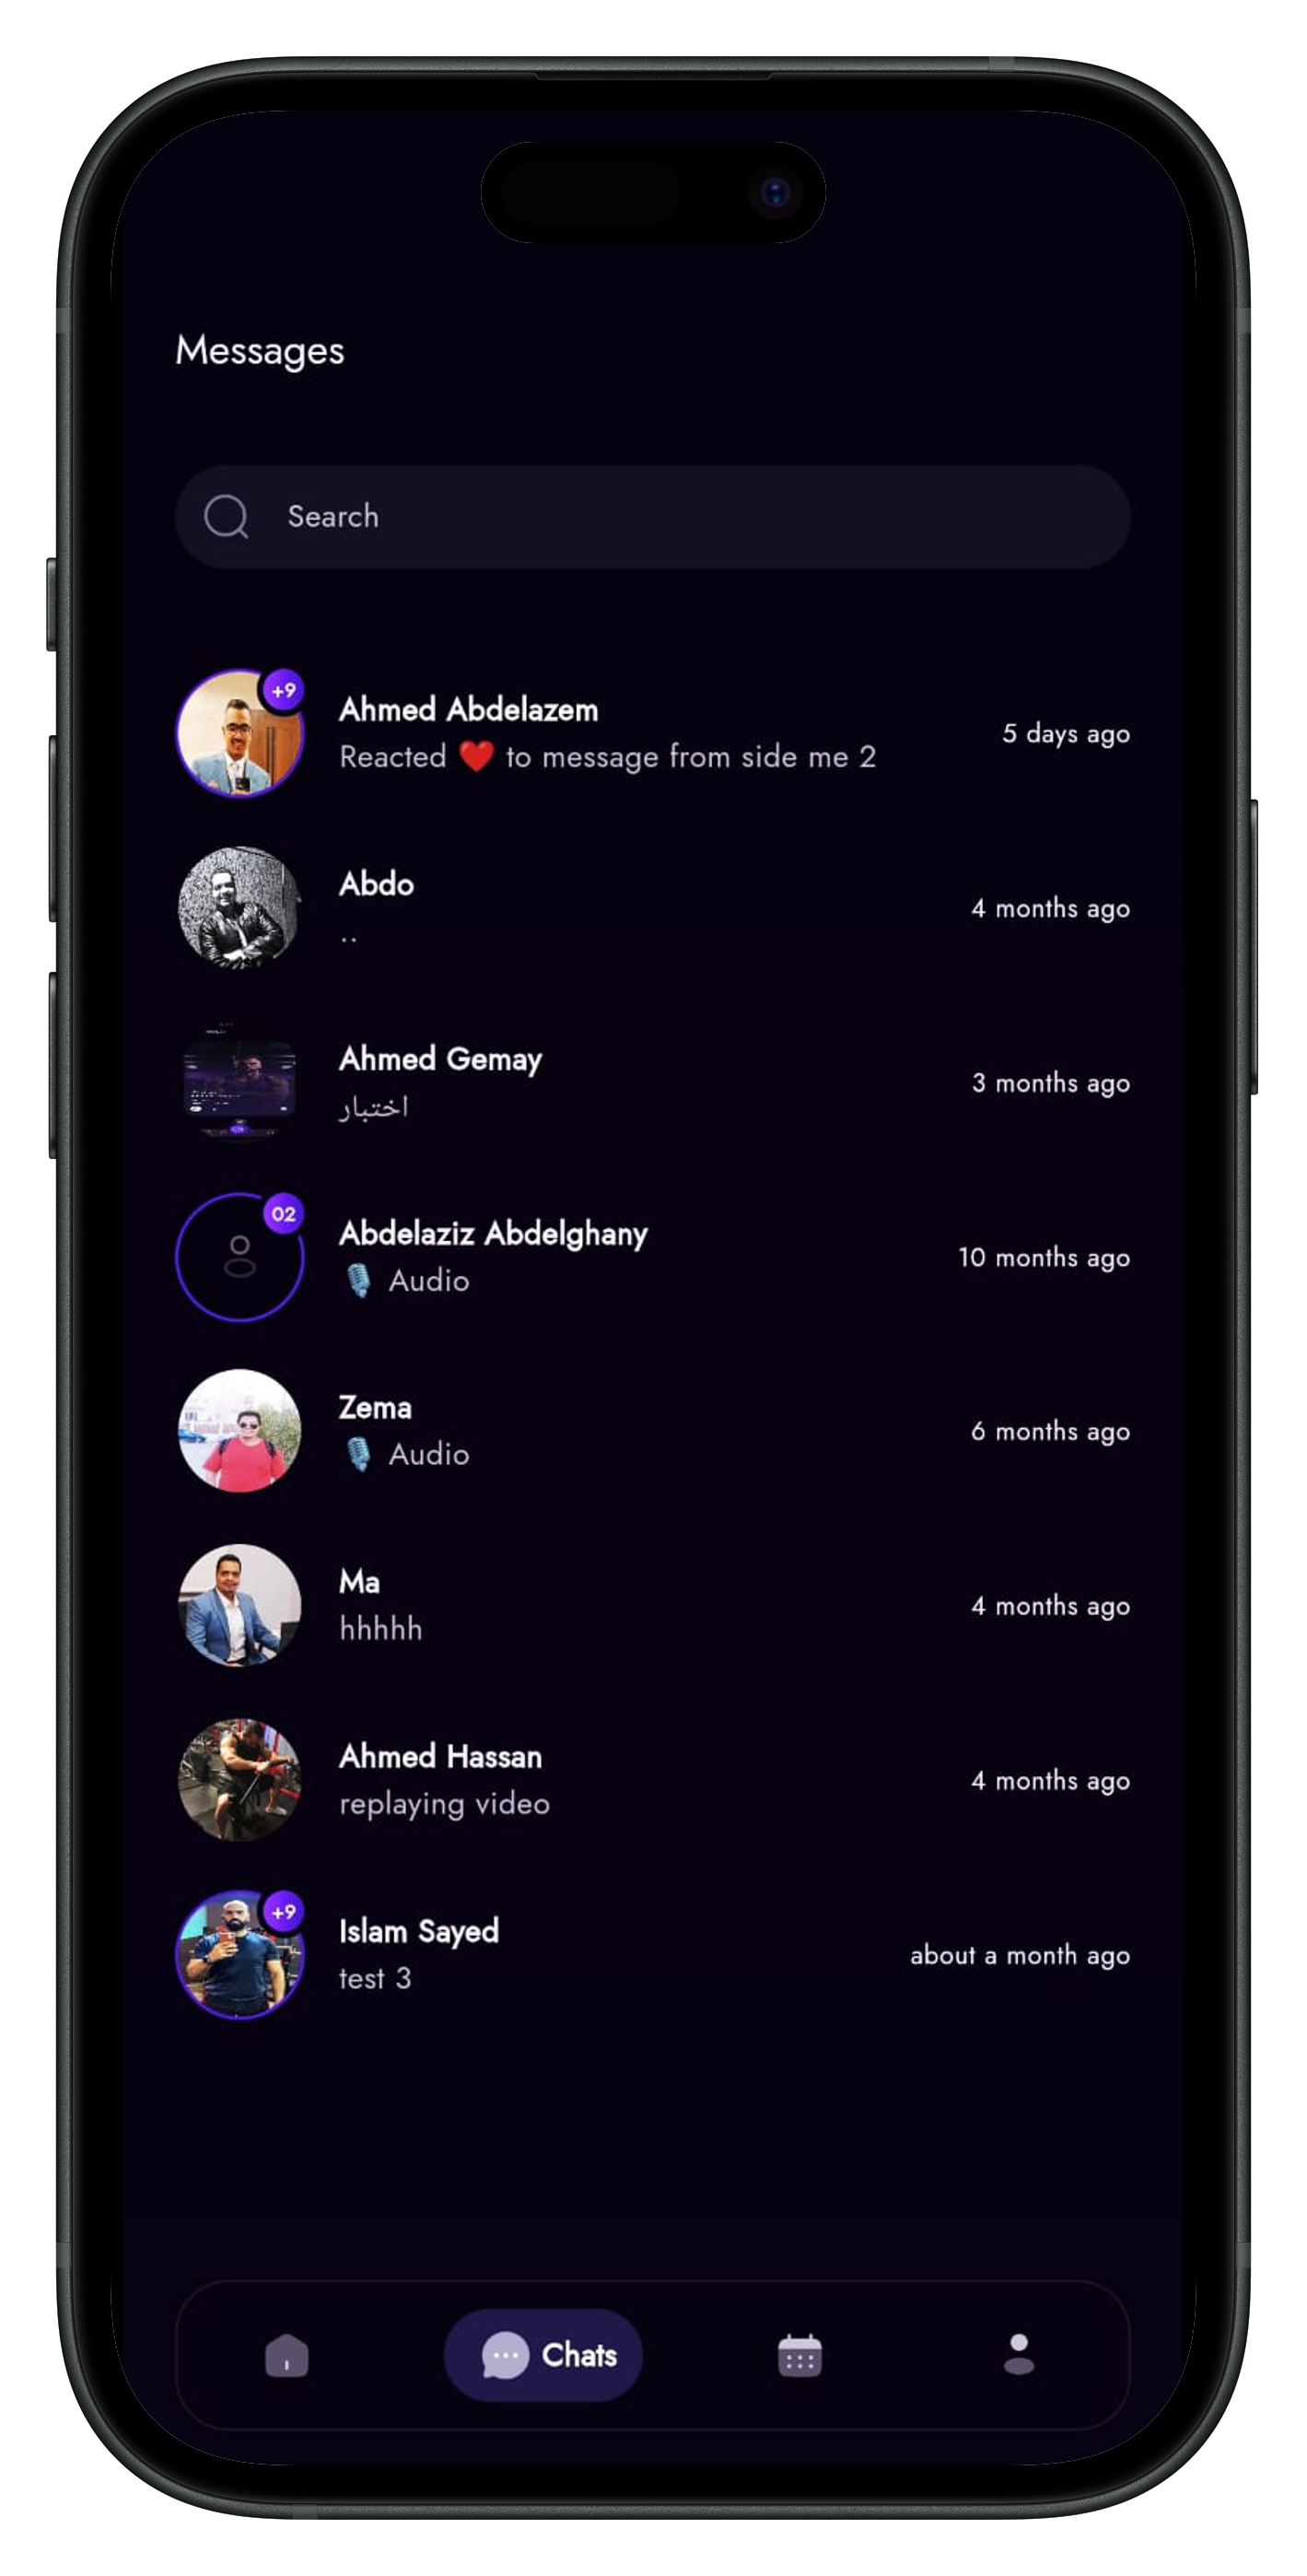 Messages
Search
+9
Ahmed Abdelazem
Reacted ❤️ to message from side me 2
5 days ago
Abdo
..
4 months ago
Ahmed Gemay
اختبار
3 months ago
02
Abdelaziz Abdelghany
🎙️ Audio
10 months ago
Zema
🎙️ Audio
6 months ago
Ma
hhhhh
4 months ago
Ahmed Hassan
replaying video
4 months ago
+9
Islam Sayed
test 3
about a month ago
Chats